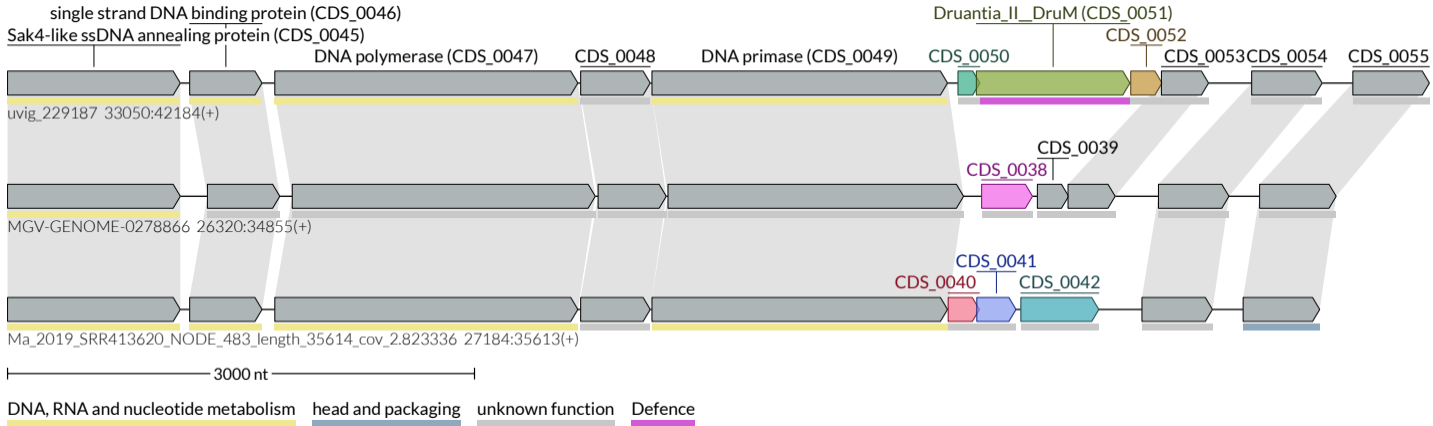 single strand DNA binding protein (CDS_0046)
Druantia_II__DruM (CDS_0051)
Sak4-like ssDNA annealing protein (CDS_0045)
CDS_0052
DNA polymerase (CDS_0047)
CDS_0048
DNA primase (CDS_0049)
CDS_0050
CDS_0053
CDS_0054
CDS_0055
uvig_229187 33050:42184(+)
CDS_0039
CDS_0038
MGV-GENOME-0278866 26320:34855(+)
CDS_0041
CDS_0040
CDS_0042
Ma_2019_SRR413620_NODE_483_length_35614_cov_2.823336 27184:35613(+)
3000 nt
DNA, RNA and nucleotide metabolism
head and packaging
unknown function
Defence